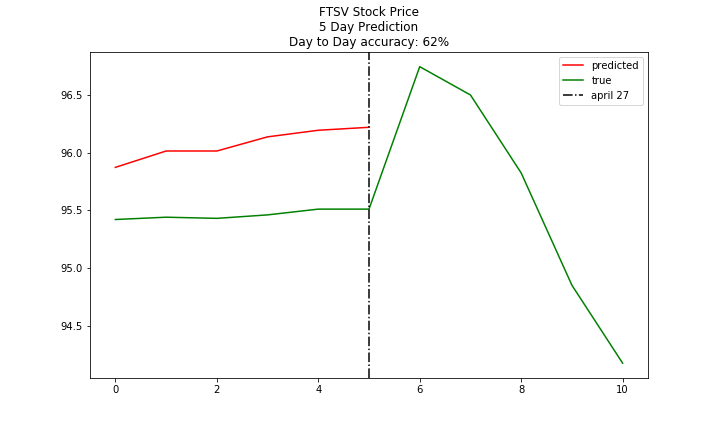 FTSV Stock Price
5 Day Prediction
Day to Day accuracy: 62%
predicted
true
april 27
96.5
96.0
95.5
95.0
94.5
0 2 4 6 8 10